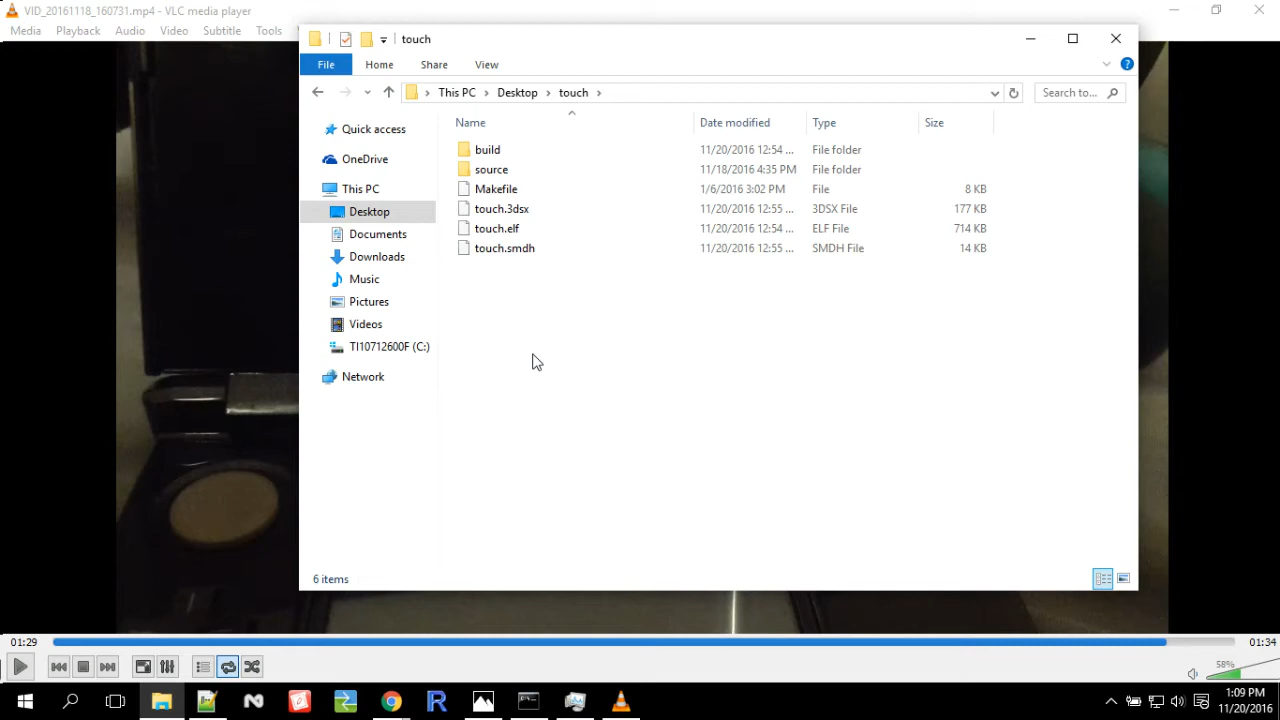 VID_20161118_160731.mp4 - VLC media player
Media Playback Audio Video Subtitle Tools
touch
File Home Share View
This PC Desktop touch
Search to...
Name Date modified Type Size
Quick access
OneDrive
This PC
Desktop
Documents
Downloads
Music
Pictures
Videos
TI10712600F (C:)
Network
build 11/20/2016 12:54 ... File folder
source 11/18/2016 4:35 PM File folder
Makefile 1/6/2016 3:02 PM File 8 KB
touch.3dsx 11/20/2016 12:55 ... 3DSX File 177 KB
touch.elf 11/20/2016 12:54 ... ELF File 714 KB
touch.smdh 11/20/2016 12:55 ... SMDH File 14 KB
6 items
01:29 01:34
58%
1:09 PM
11/20/2016